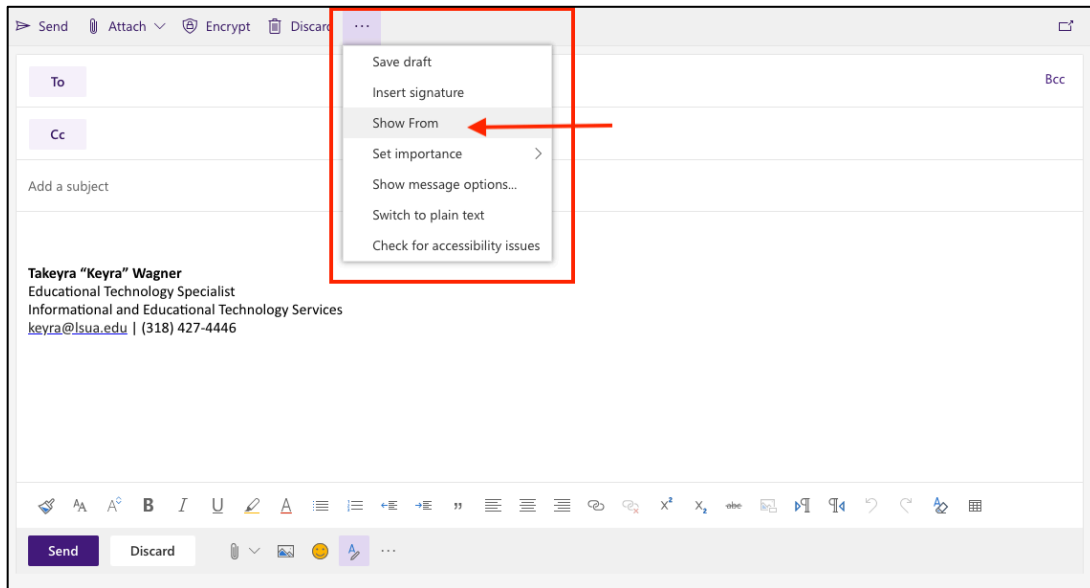 Send Attach Encrypt Discard ...
Save draft
To
Bcc
Insert signature
Show From
Cc
Set importance
Add a subject
Show message options...
Switch to plain text
Check for accessibility issues
Takeyra “Keyra” Wagner
Educational Technology Specialist
Informational and Educational Technology Services
keyra@lsua.edu | (318) 427-4446
Send Discard